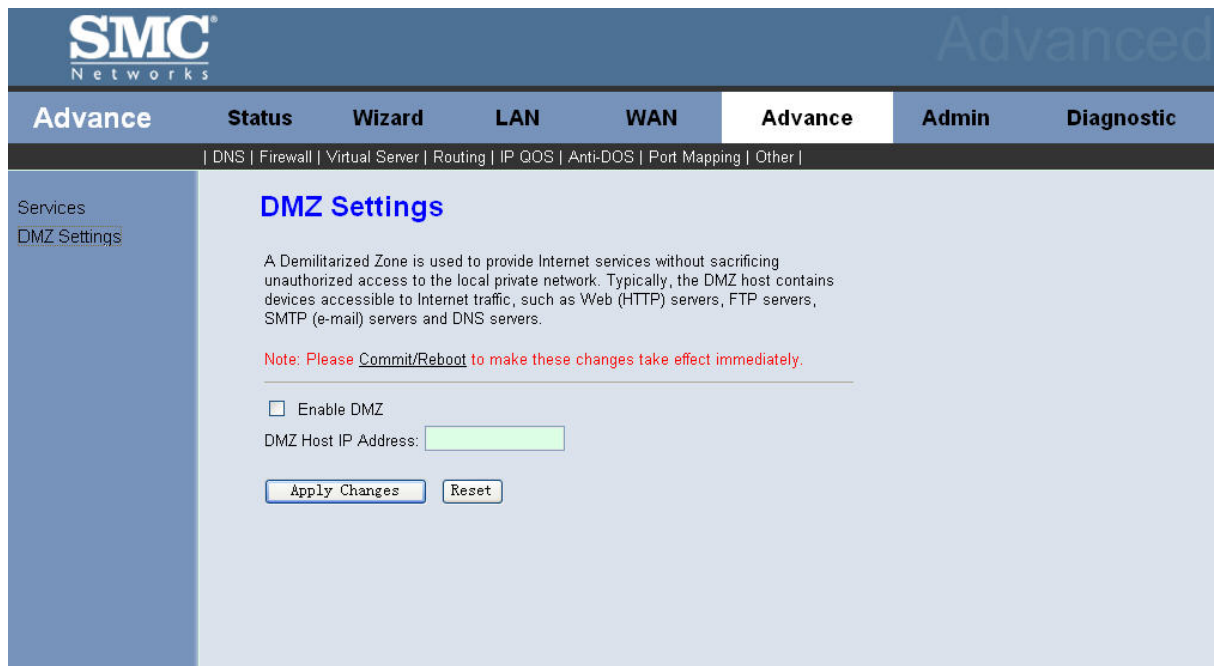 SMC®
Networks
Advanced
Advance
Status Wizard LAN WAN Advance Admin Diagnostic
| DNS | Firewall | Virtual Server | Routing | IP QOS | Anti-DOS | Port Mapping | Other |
Services
DMZ Settings
DMZ Settings
A Demilitarized Zone is used to provide Internet services without sacrificing
unauthorized access to the local private network. Typically, the DMZ host contains
devices accessible to Internet traffic, such as Web (HTTP) servers, FTP servers,
SMTP (e-mail) servers and DNS servers.
Note: Please Commit/Reboot to make these changes take effect immediately.
Enable DMZ
DMZ Host IP Address:
Apply Changes Reset